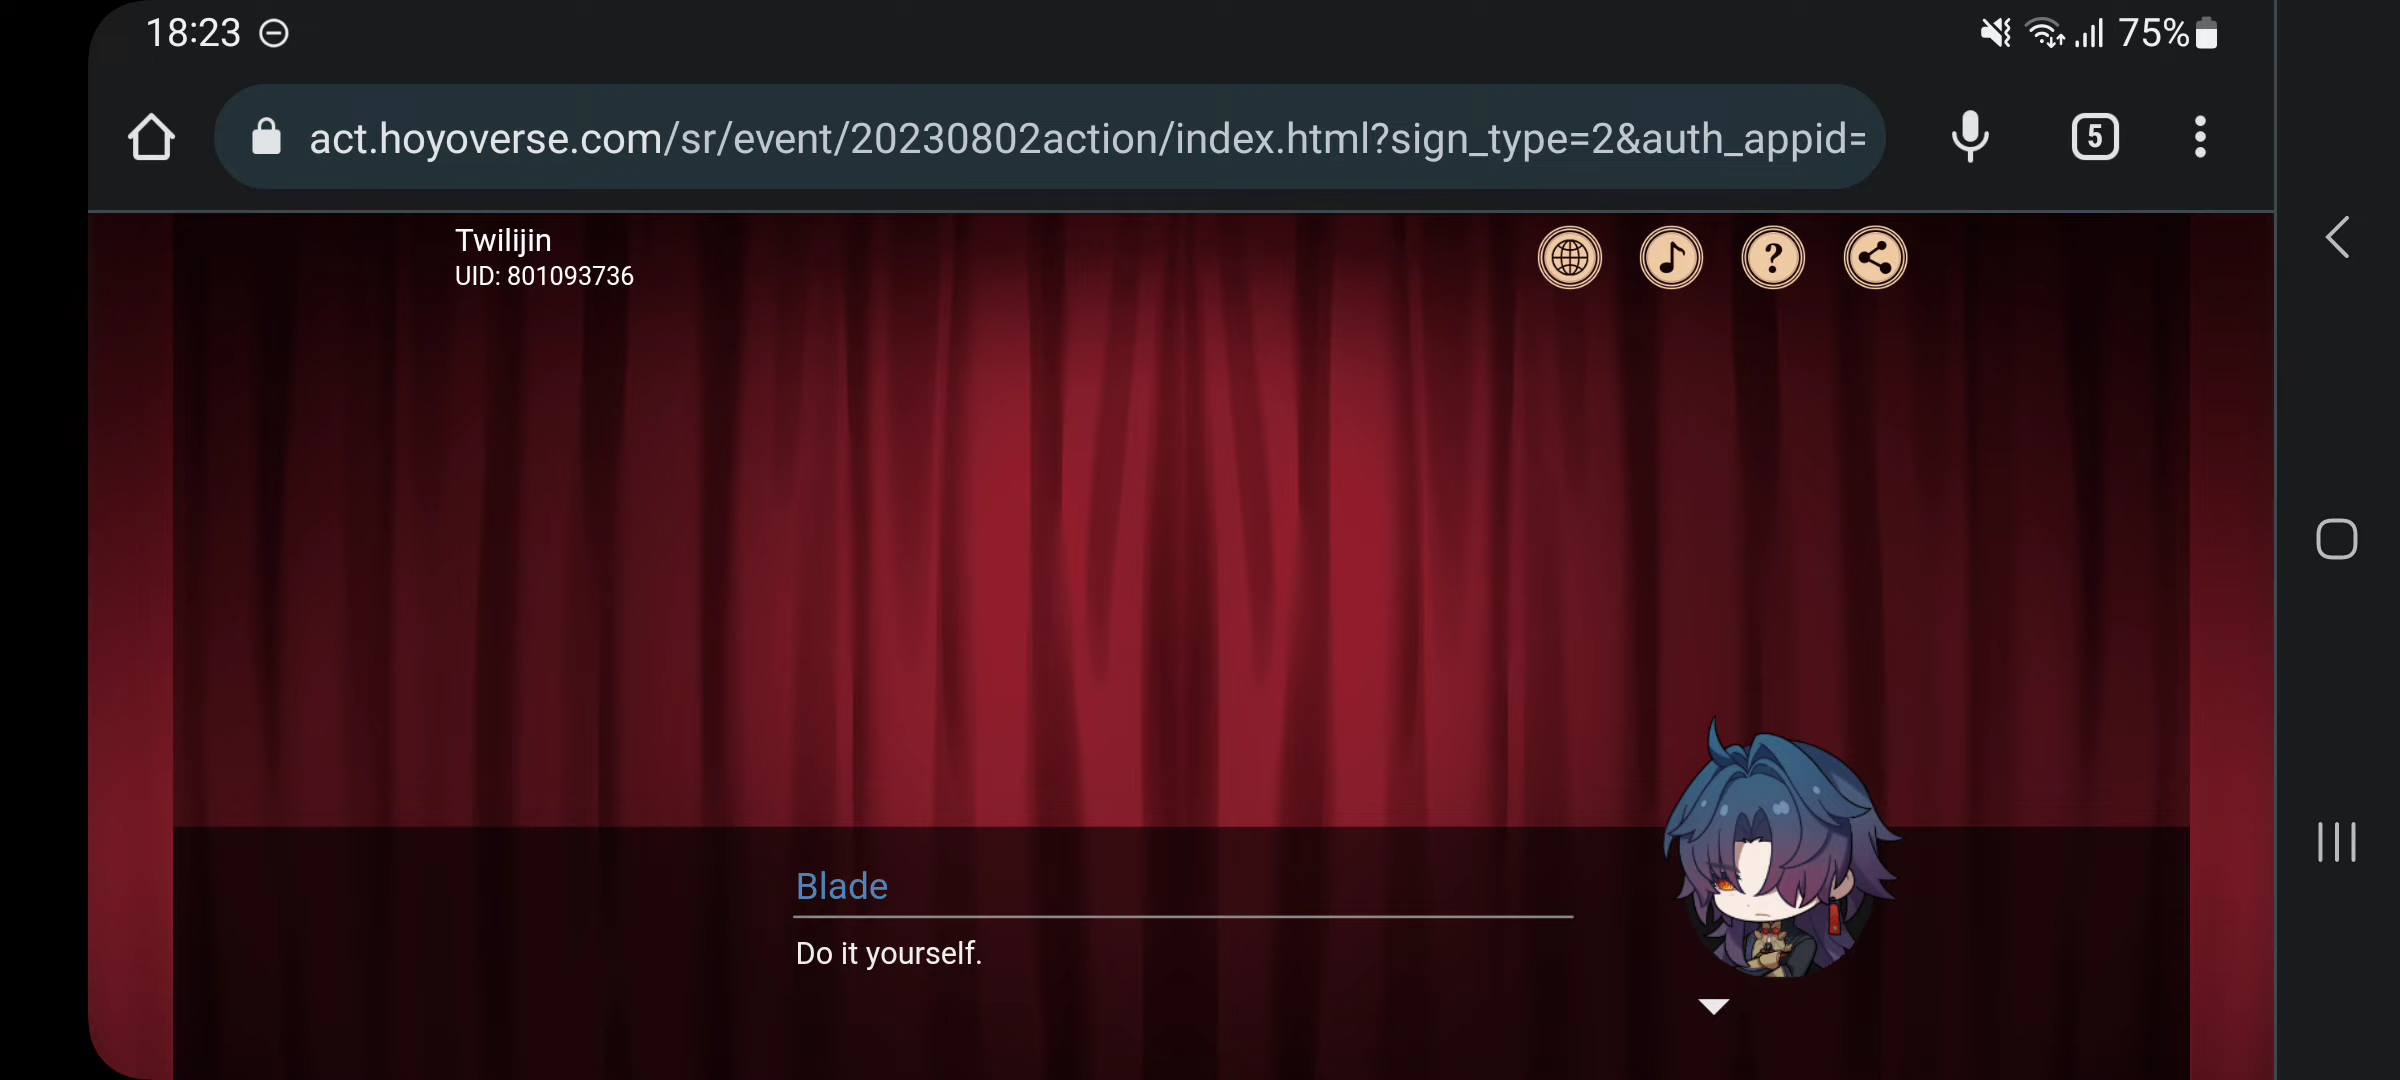 18:23
75%
act.hoyoverse.com/sr/event/20230802action/index.html?sign_type=2&auth_appid=
5
Twilijin
UID: 801093736
?
Blade
Do it yourself.